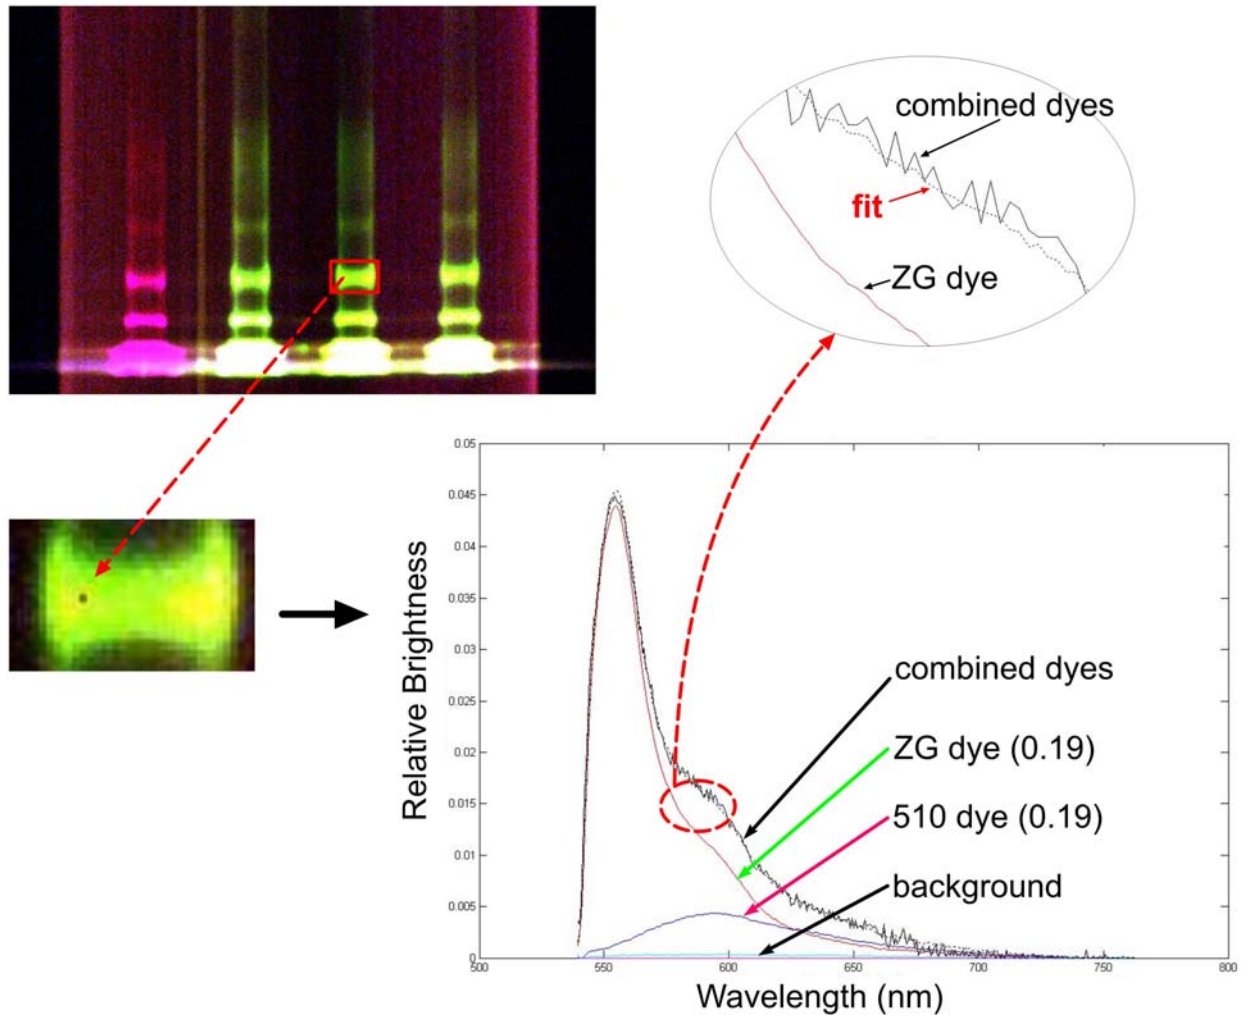 combined dyes
fit
ZG dye
0.05
0.045
0.04
0.035
0.03
0.025
0.02
0.015
0.01
0.005
0
Relative Brightness
combined dyes
ZG dye (0.19)
510 dye (0.19)
background
500
550
600
650
700
750
800
Wavelength (nm)